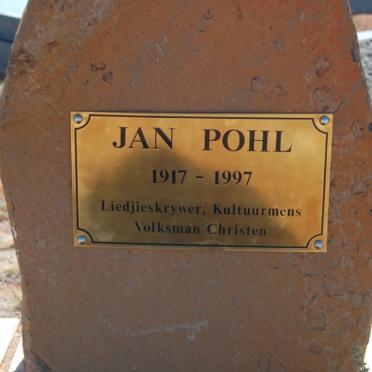 JAN POHL
1917 - 1997
Liedjieskrywer, Kultuurmens
Volksman Christen